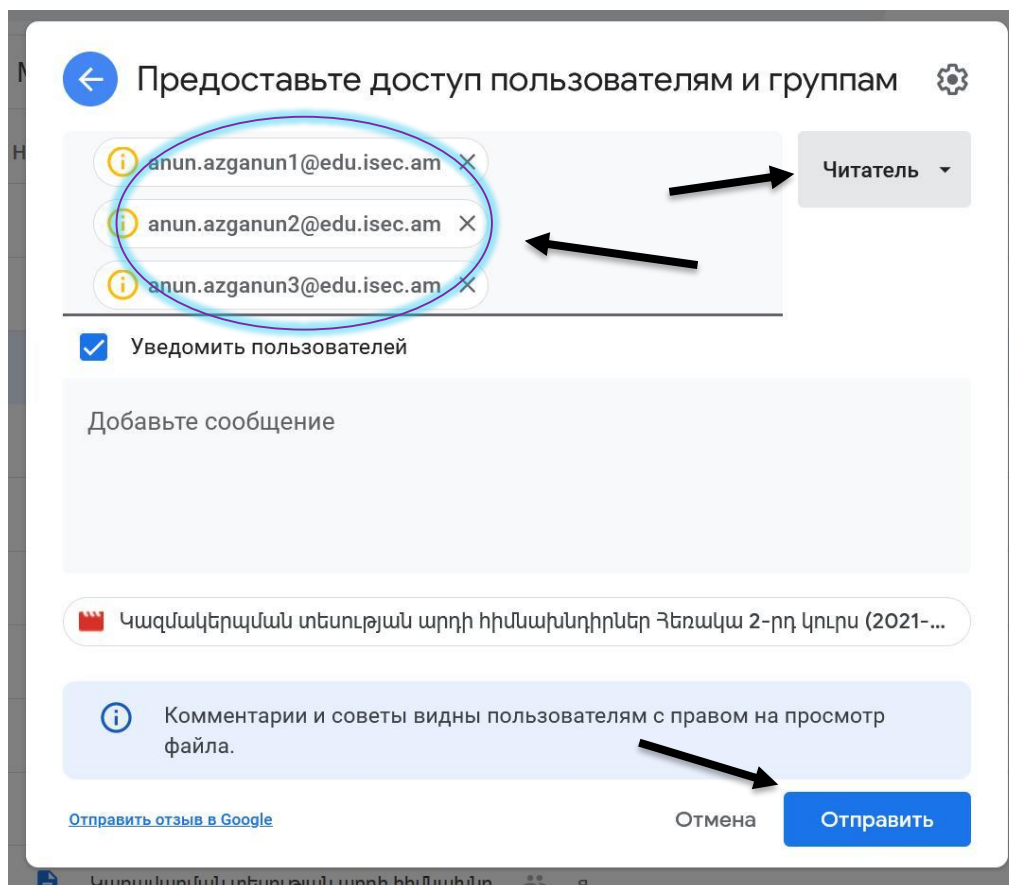 Предоставьте доступ пользователям и группам
anun.azganun1@edu.isec.am
Читатель
anun.azganun2@edu.isec.am
anun.azganun3@edu.isec.am
Уведомить пользователей
Добавьте сообщение
Կազմակերպման տեսության արդի հիմնախնդիրներ Հեռակա 2-րդ կուրս (2021-...
Комментарии и советы видны пользователям с правом на просмотр
файла.
Отправить отзыв в Google
Отмена
Отправить